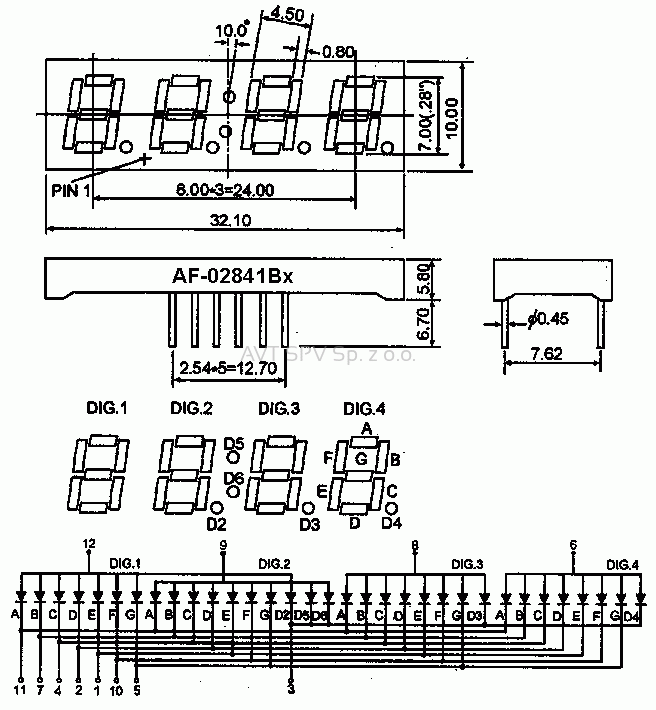 4.50
10.0°
0.80
7.00(.28")
10.00
PIN 1
8.00*3=24.00
32.10
AF-02841Bx
5.80
6.70
ϕ0.45
7.62
AVT SPV Sp. z o.o.
2.54*5=12.70
DIG.1 DIG.2 DIG.3 DIG.4
A
D5 F G B
D6 E C
D2 D3 D D4
12 9 8 6
DIG.1 DIG.2 DIG.3 DIG.4
A B C D E F G A B C D E F G D2 D5 D6 A B C D E F G D3 A B C D E F G D4
11 7 4 2 1 10 5 3